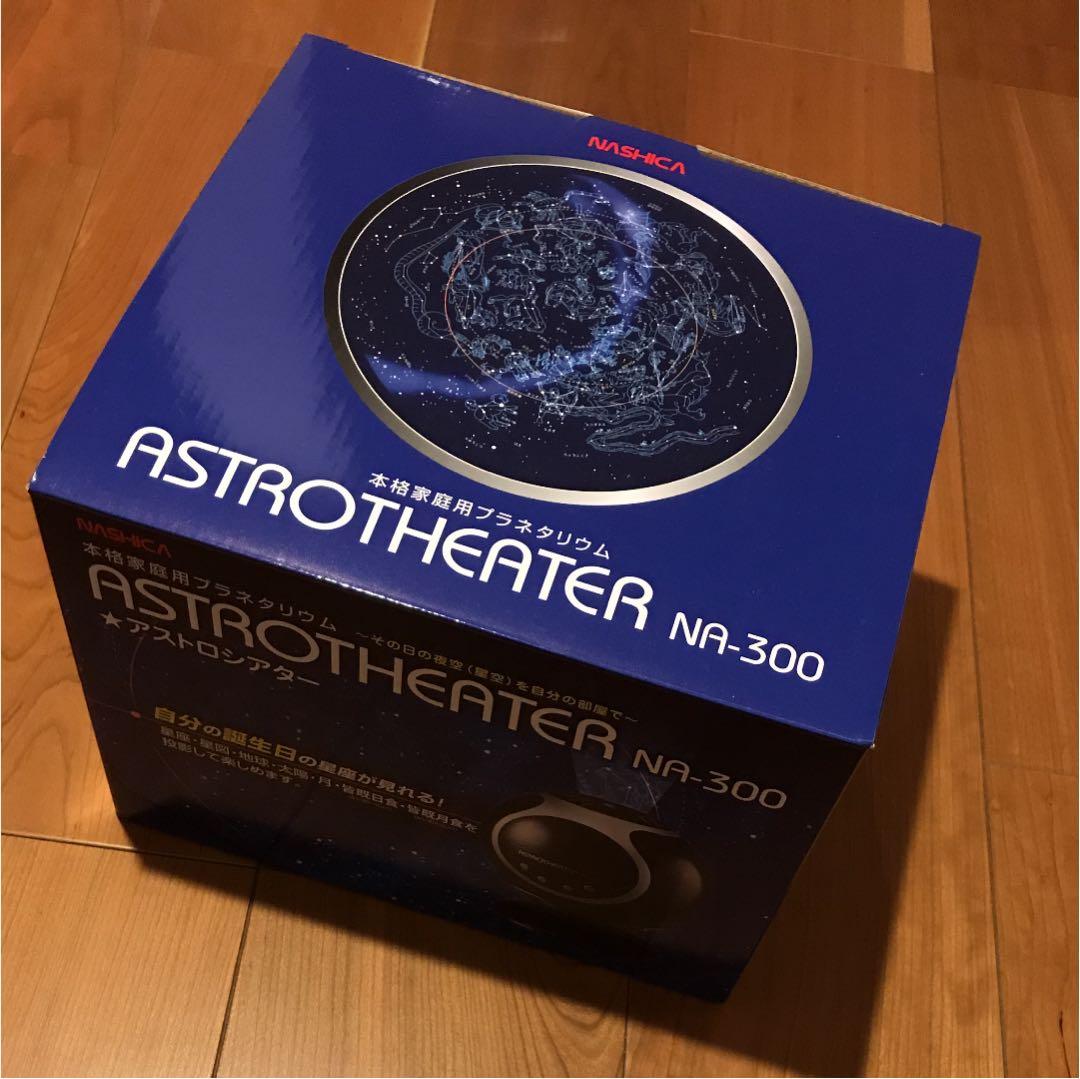 NASHICA
本格家庭用プラネタリウム
ASTROTHEATER NA-300
NASHICA
本格家庭用プラネタリウム ～その日の夜空(星空)を自分の部屋で～
ASTROTHEATER NA-300
★アストロシアター
自分の誕生日の星座が見れる!
星座・星図・地球・太陽・月・皆既日食・皆既月食を
投影して楽しめます。